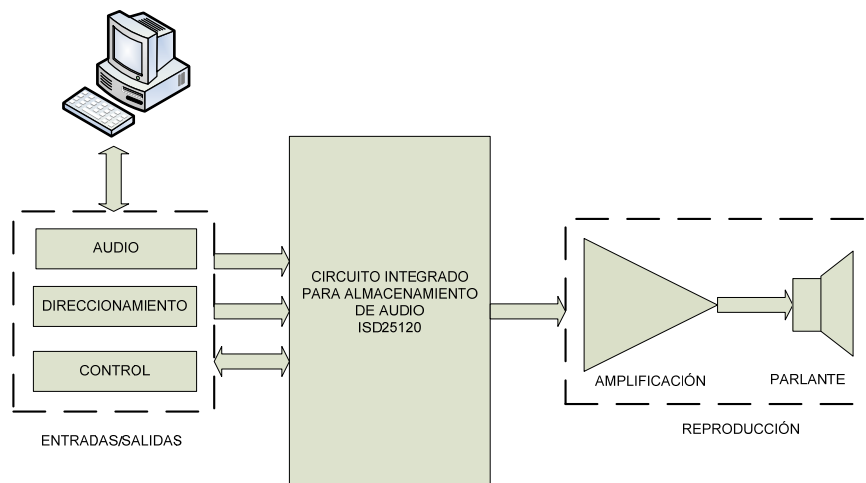 AUDIO
DIRECCIONAMIENTO
CONTROL
ENTRADAS/SALIDAS
CIRCUITO INTEGRADO
PARA ALMACENAMIENTO
DE AUDIO
ISD25120
AMPLIFICACIÓN
PARLANTE
REPRODUCCIÓN